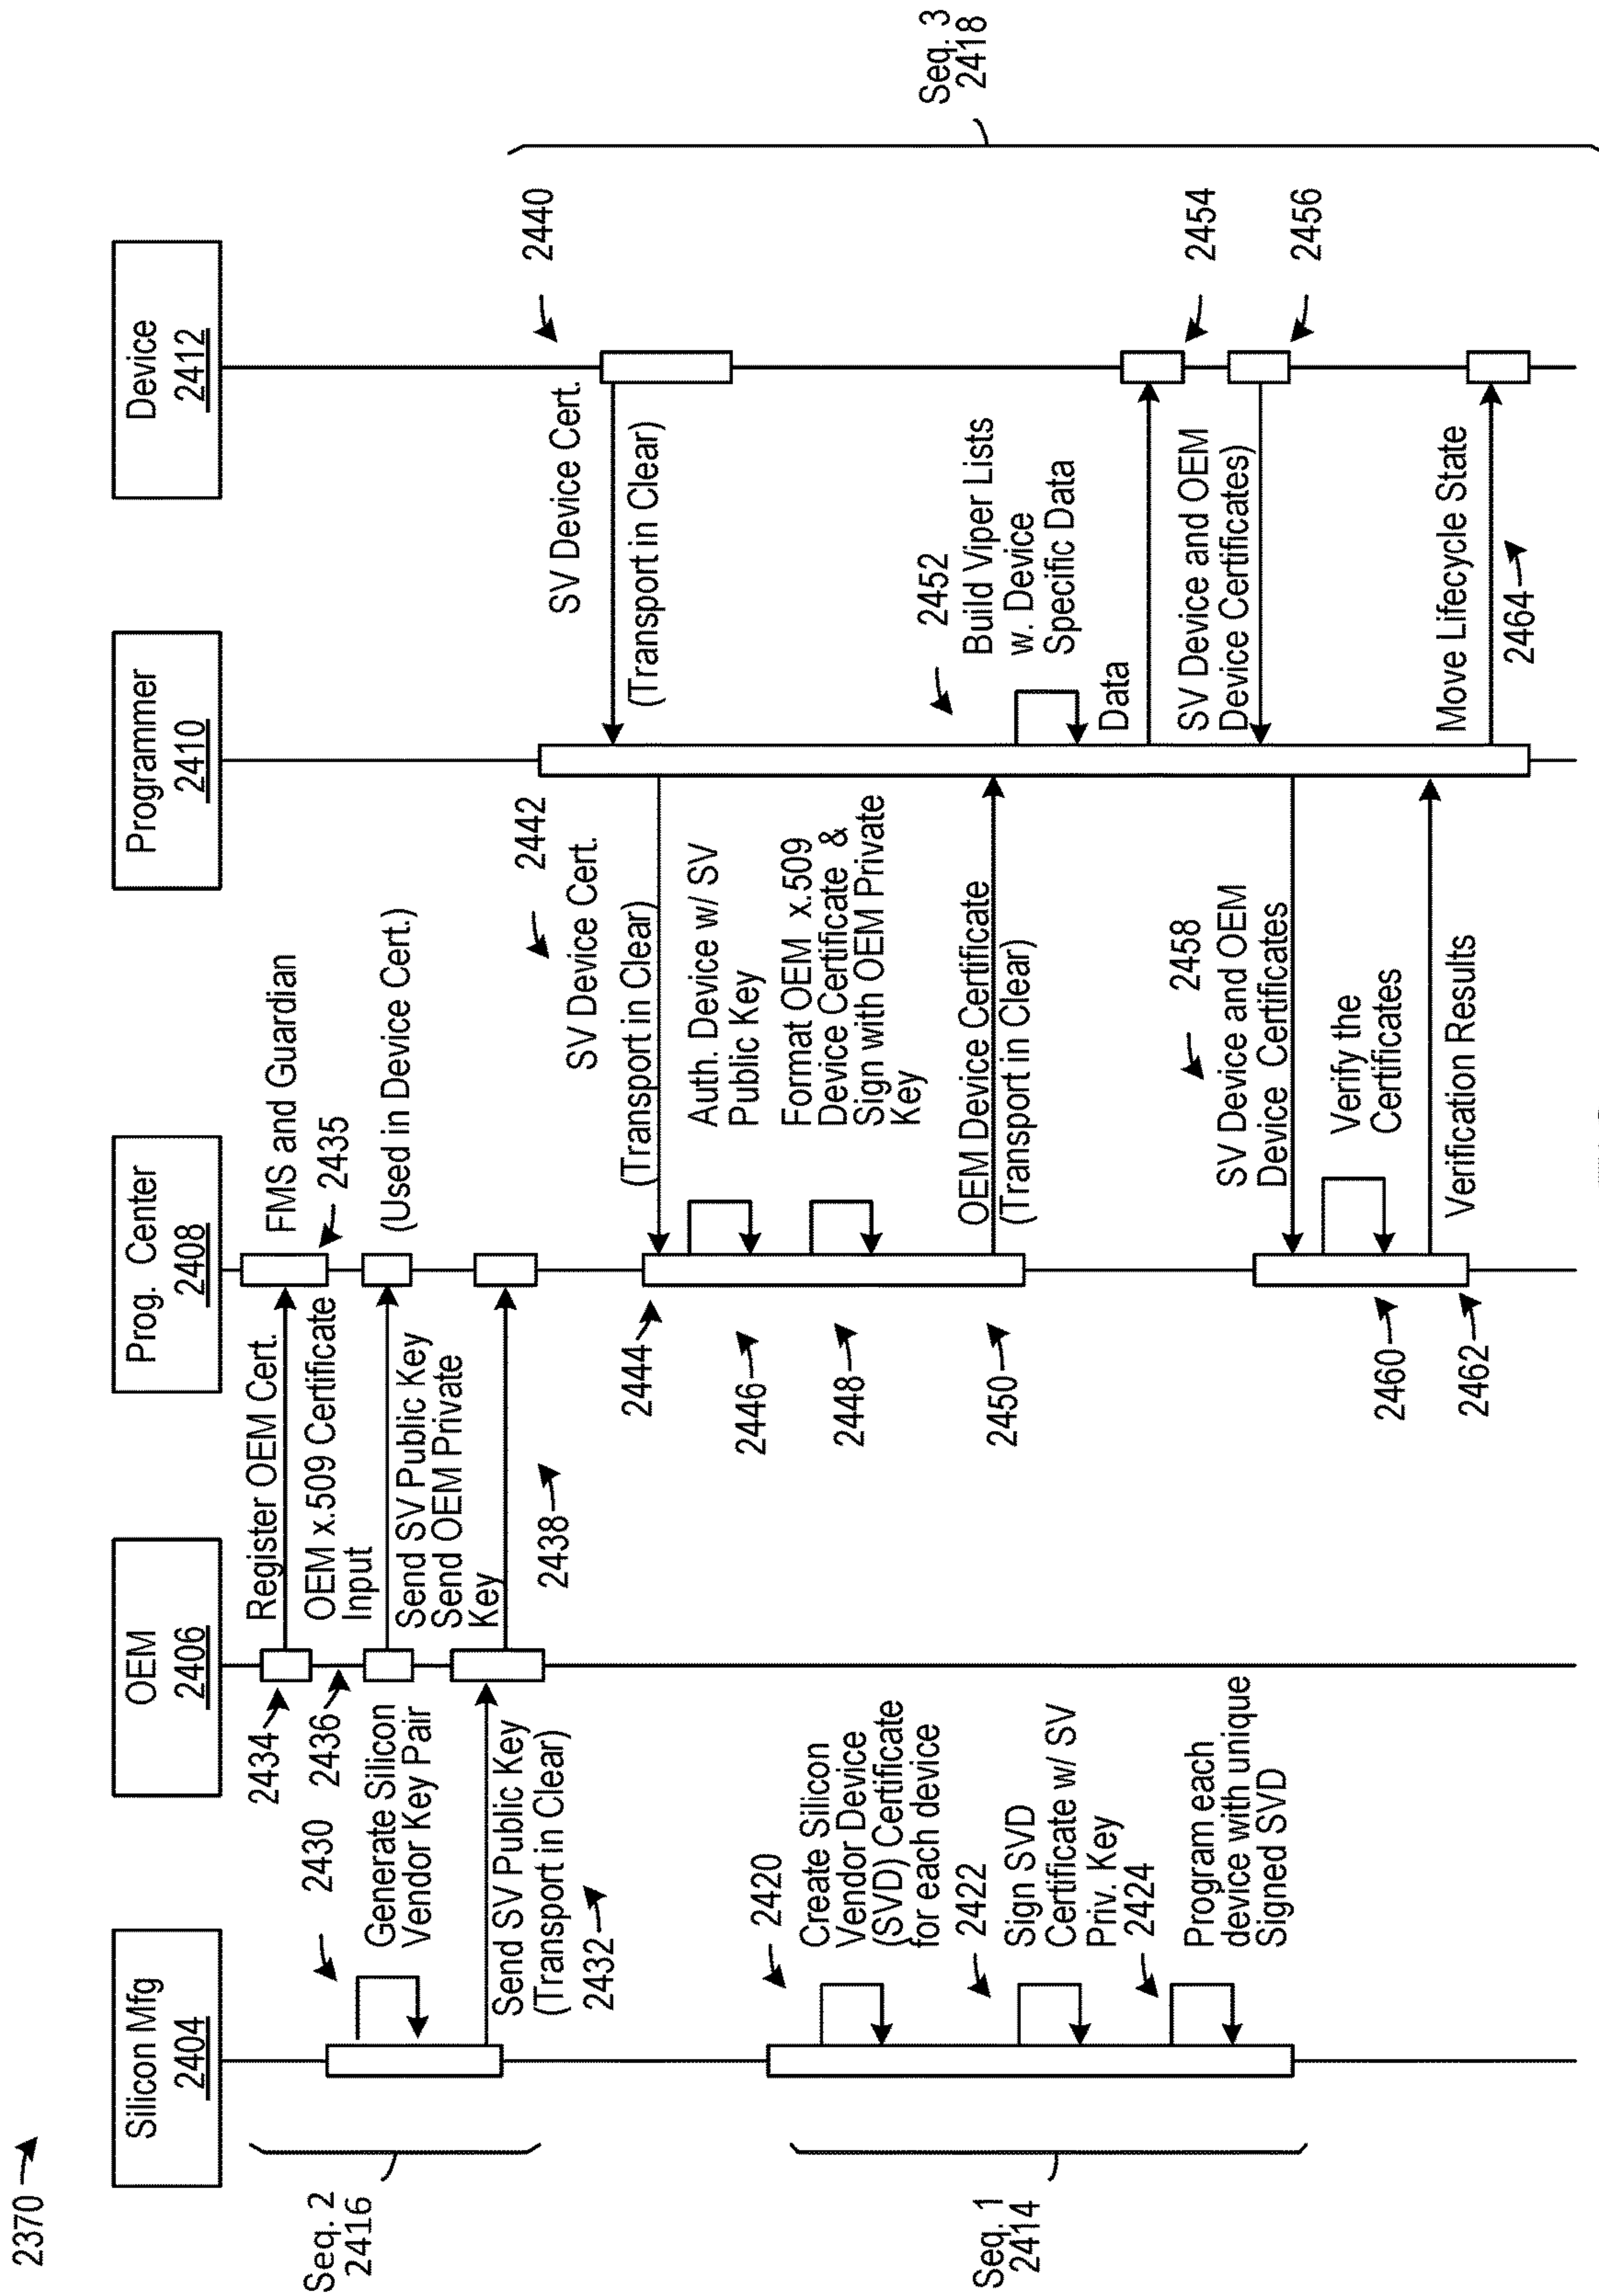 2370
Silicon Mfg
2404
OEM
2406
Prog. Center
2408
Programmer
2410
Device
2412
Seq. 2
2416
2434
Register OEM Cert.
FMS and Guardian
2435
2430
2436
OEM x.509 Certificate
Input
(Used in Device Cert.)
Generate Silicon
Vendor Key Pair
Send SV Public Key
Send OEM Private
Key
Send SV Public Key
(Transport in Clear)
2432
2438
Seq. 3
2418
2440
SV Device Cert.
(Transport in Clear)
2442
SV Device Cert.
(Transport in Clear)
2444
Auth. Device w/ SV
Public Key
2446
Format OEM x.509
Device Certificate &
Sign with OEM Private
Key
2448
OEM Device Certificate
(Transport in Clear)
2450
2452
Build Viper Lists
w. Device
Specific Data
Data
2454
SV Device and OEM
Device Certificates)
2456
2458
SV Device and OEM
Device Certificates
Verify the
Certificates
2460
Verification Results
2462
Move Lifecycle State
2464
Seq. 1
2414
2420
Create Silicon
Vendor Device
(SVD) Certificate
for each device
2422
Sign SVD
Certificate w/ SV
Priv. Key
2424
Program each
device with unique
Signed SVD